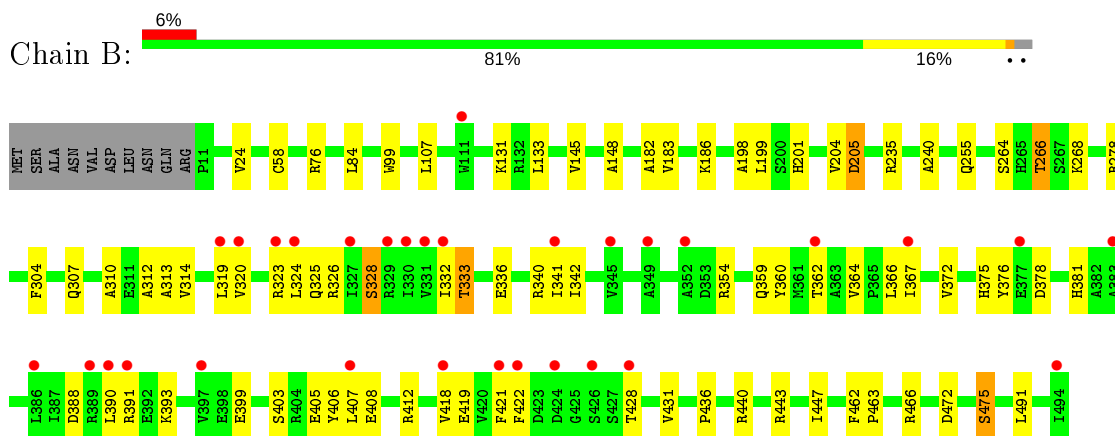 6%
Chain B:
81%
16%
MET SER ALA ASN VAL ASP LEU ASN GLN ARG P11 V24 C58 R76 L84 W99 L107 W111 K131 R132 L133 V145 A148 A182 V183 K186 A198 L199 S200 H201 V204 D205 R235 A240 Q255 S264 H265 T266 S267 K268
F304 Q307 A310 E311 A312 A313 V314 L319 V320 R323 L324 Q325 R326 I327 S328 R329 I330 V331 I332 T333 E336 R340 I341 I342 V345 A349 A352 D353 R354 Q359 Y360 M361 T362 A363 V364 P365 L366 I367 V372 H375 Y376 E377 D378 H381 A382 A383
L386 I387 D388 R389 L390 R391 E392 K393 V397 E398 E399 S403 R404 E405 Y406 L407 E408 R412 V418 E419 V420 F421 F422 D423 D424 G425 S426 S427 T428 V431 P436 R440 R443 I447 F462 P463 R466 D472 S475 L491 I494